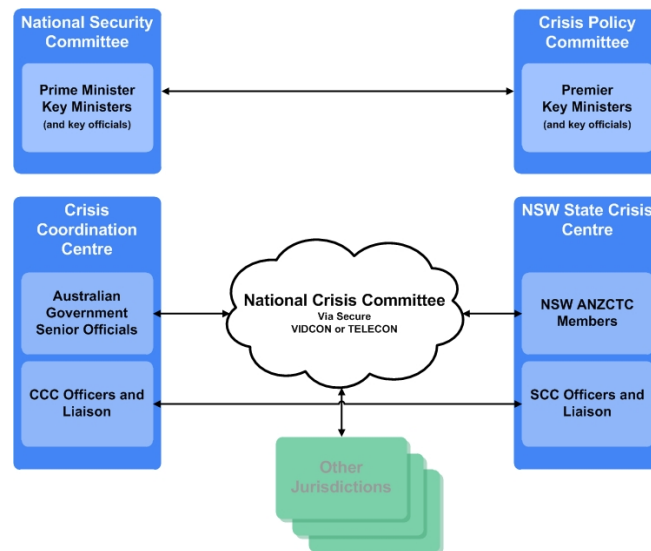 National Security
Committee
Prime Minister
Key Ministers
(and key officials)
Crisis Policy
Committee
Premier
Key Ministers
(and key officials)
Crisis
Coordination
Centre
Australian
Government
Senior Officials
CCC Officers and
Liaison
National Crisis Committee
Via Secure
VIDCON or TELECON
NSW State Crisis
Centre
NSW ANZCTC
Members
SCC Officers and
Liaison
Other
Jurisdictions